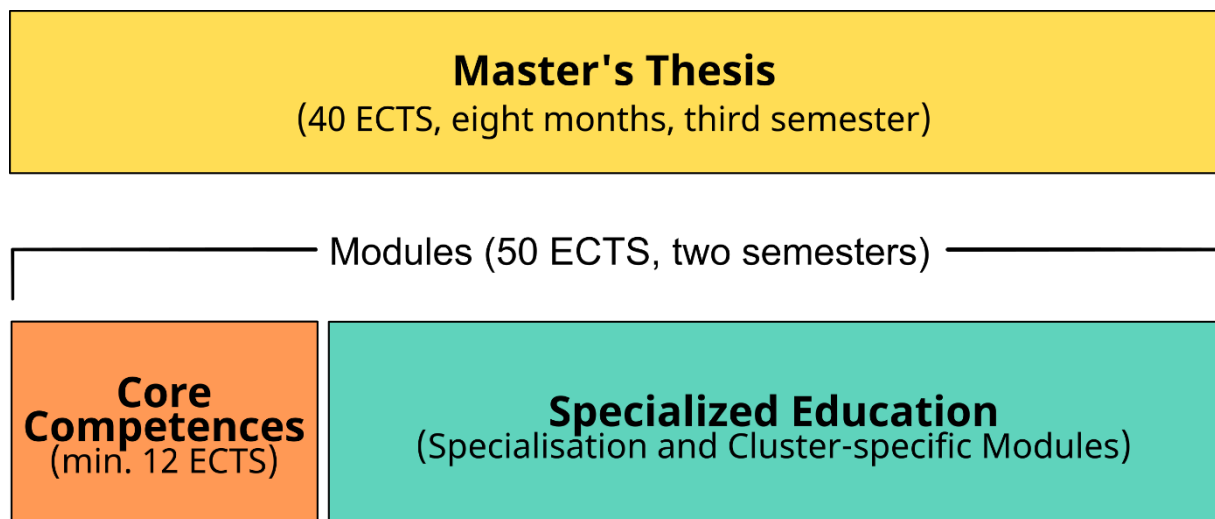 Master's Thesis
(40 ECTS, eight months, third semester)
Modules (50 ECTS, two semesters)
Core
Competences
(min. 12 ECTS)
Specialized Education
(Specialisation and Cluster-specific Modules)